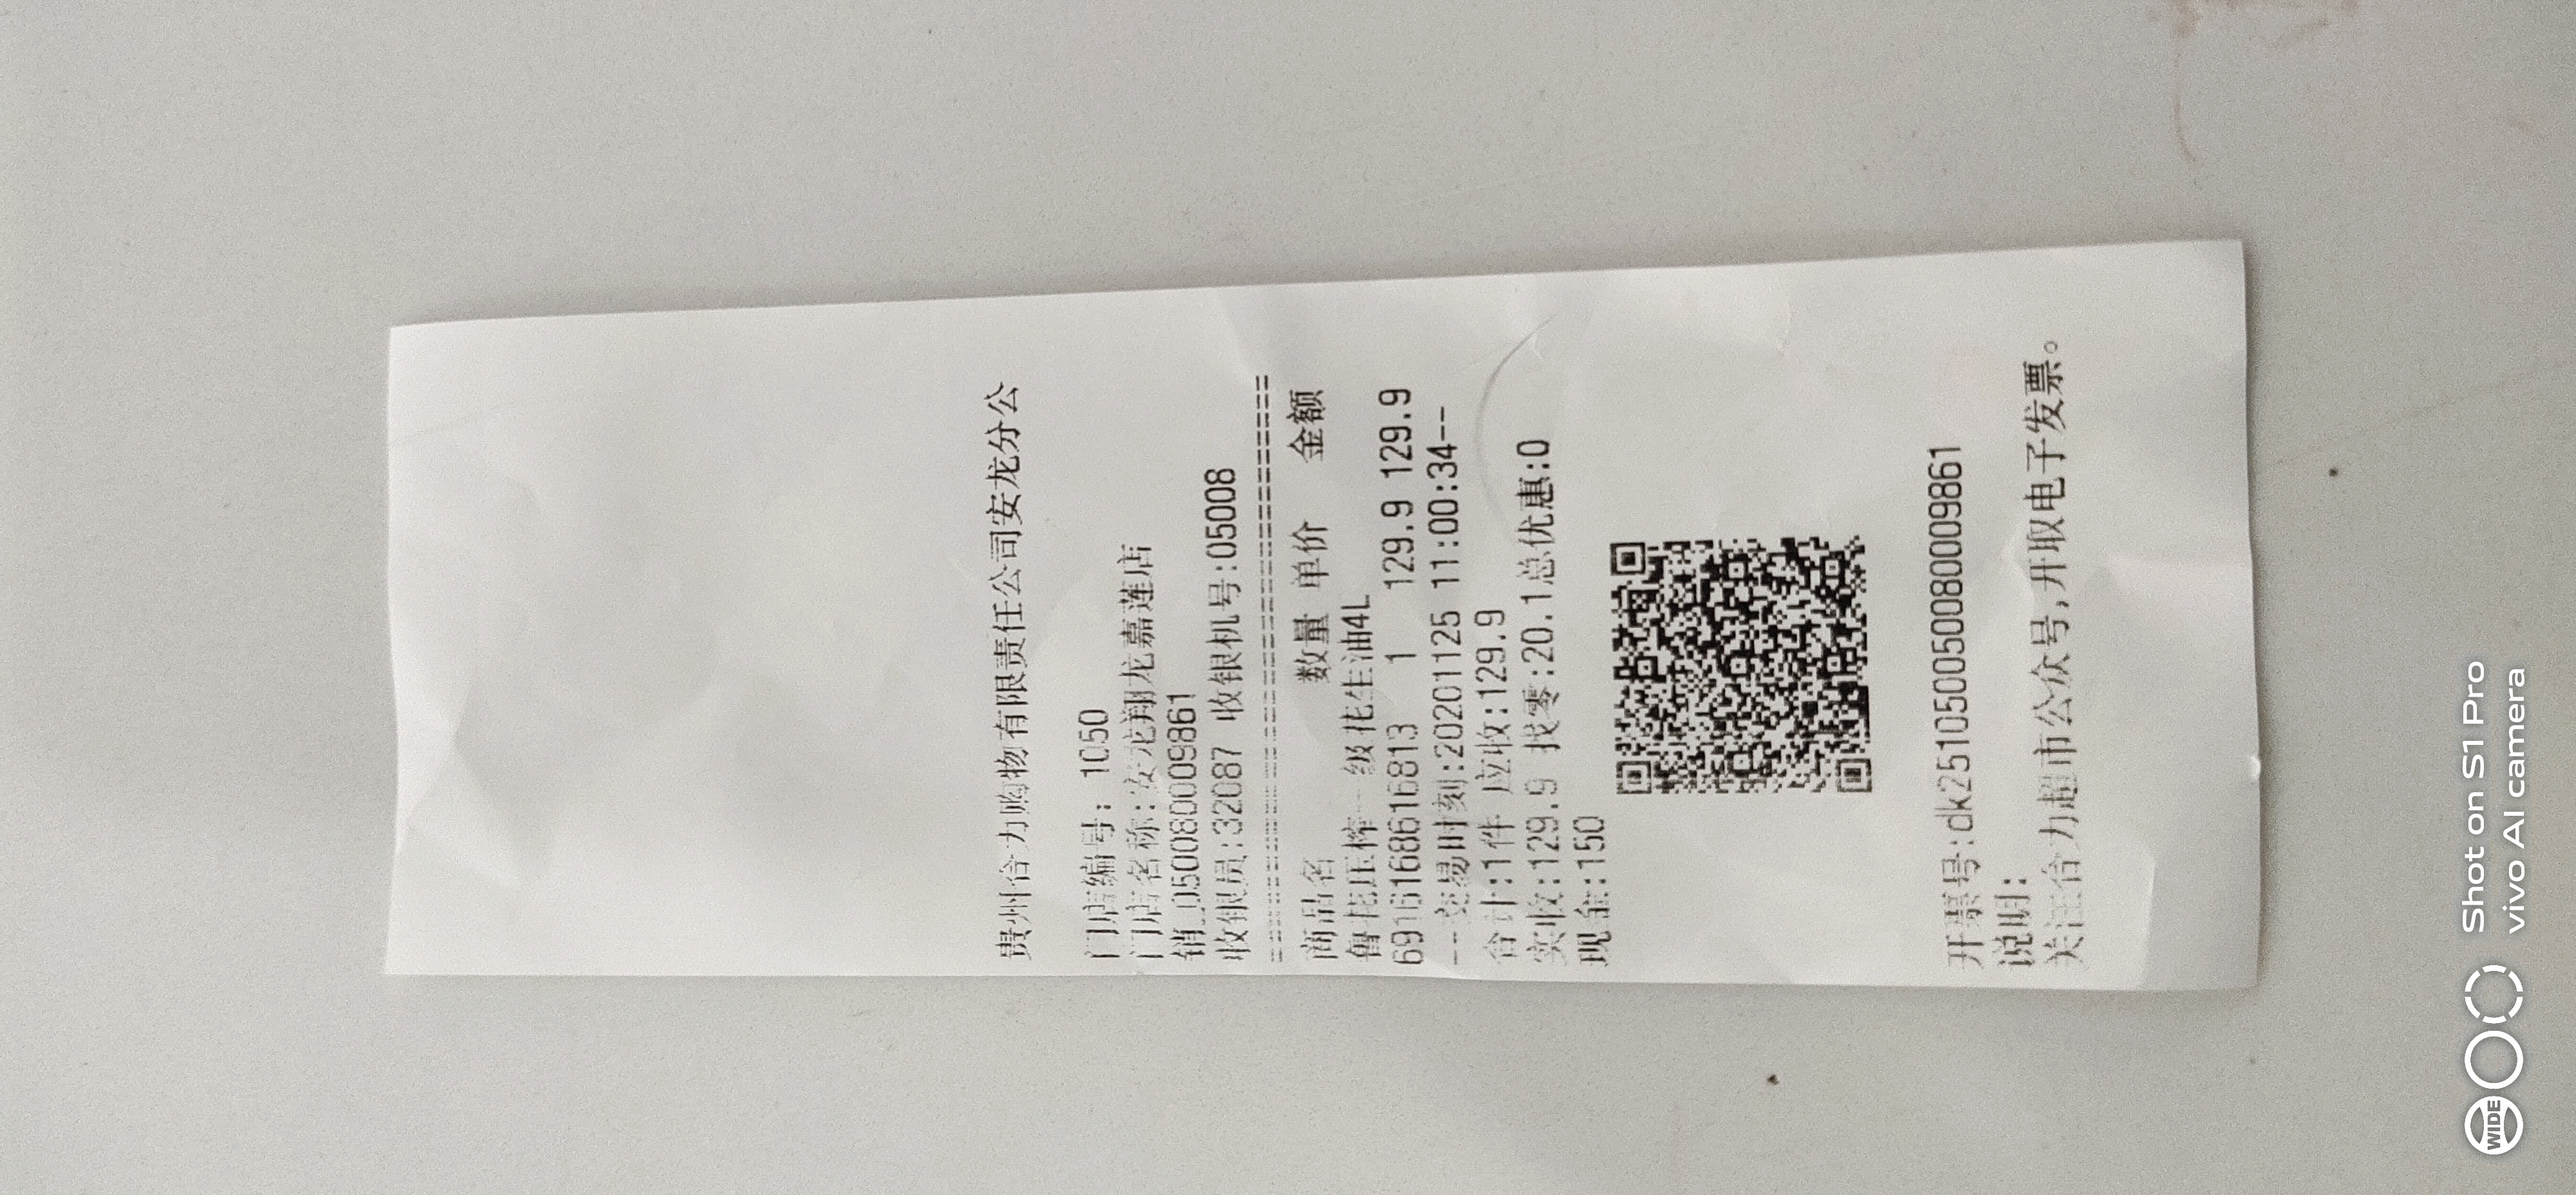 贵州合力购物有限责任公司安龙分公
门店编号: 1050
门店名称:安龙翔龙嘉莲店
销_050080009861
收银员:32087 收银机号:05008
==========================================
商品名 数量 单价 金额
鲁花压榨一级花生油4L
6916168616813 1 129.9 129.9
--交易时刻:20201125 11:00:34--
合计:1件 应收:129.9
实收:129.9 找零:20.1总优惠:0
现金:150
开票号:dk251050050080009861
说明:
关注合力超市公众号,开取电子发票。
WIDE
Shot on S1 Pro
vivo AI camera